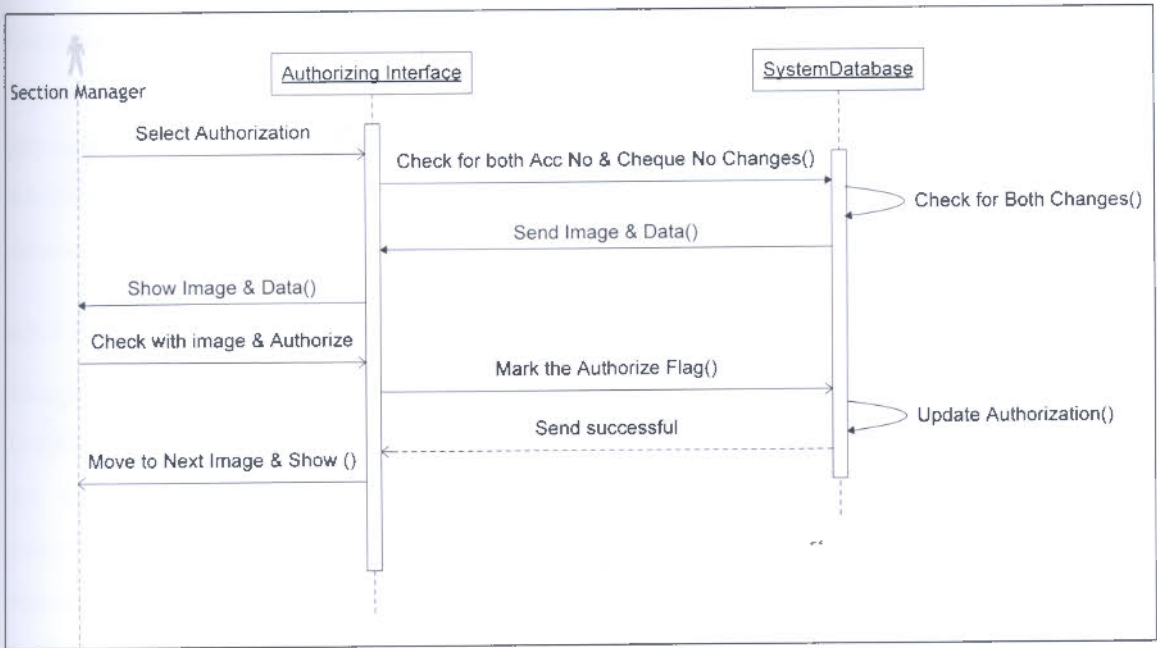 Section Manager
Authorizing Interface
SystemDatabase
Select Authorization
Check for both Acc No & Cheque No Changes()
Check for Both Changes()
Send Image & Data()
Show Image & Data()
Check with image & Authorize
Mark the Authorize Flag()
Update Authorization()
Send successful
Move to Next Image & Show ()